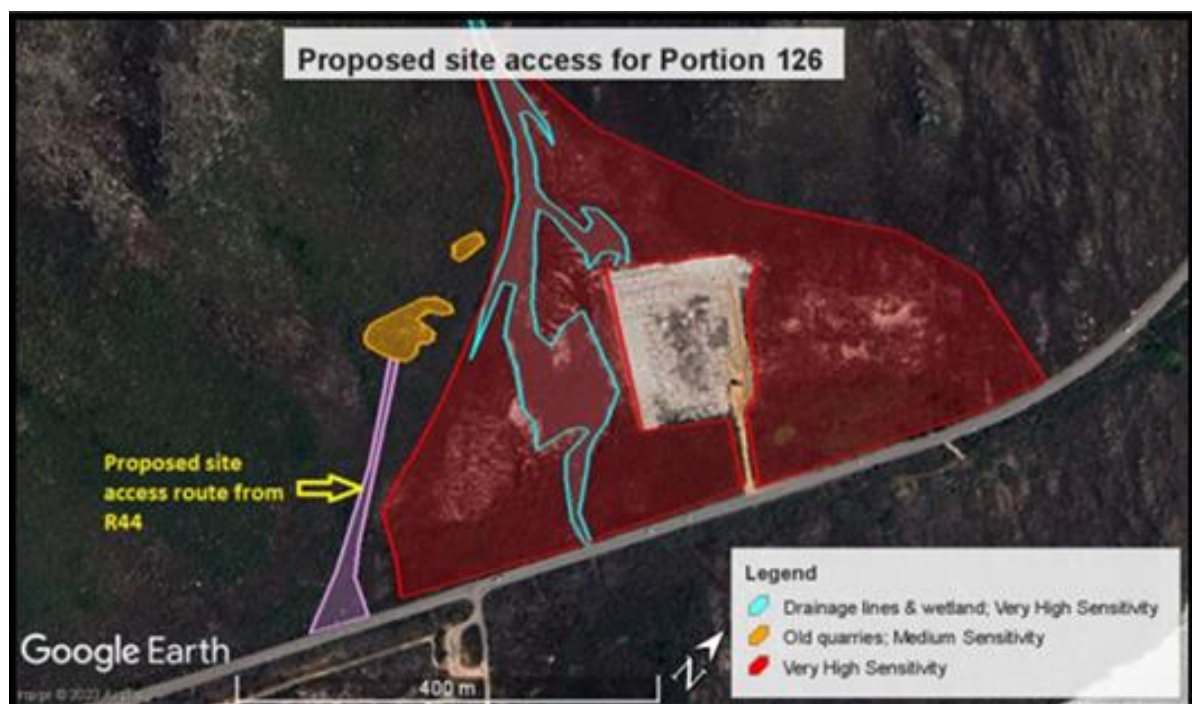 Proposed site access for Portion 126
Proposed site
access route from
R44
Legend
Drainage lines & wetland; Very High Sensitivity
Old quarries; Medium Sensitivity
Very High Sensitivity
Google Earth
400 m
N